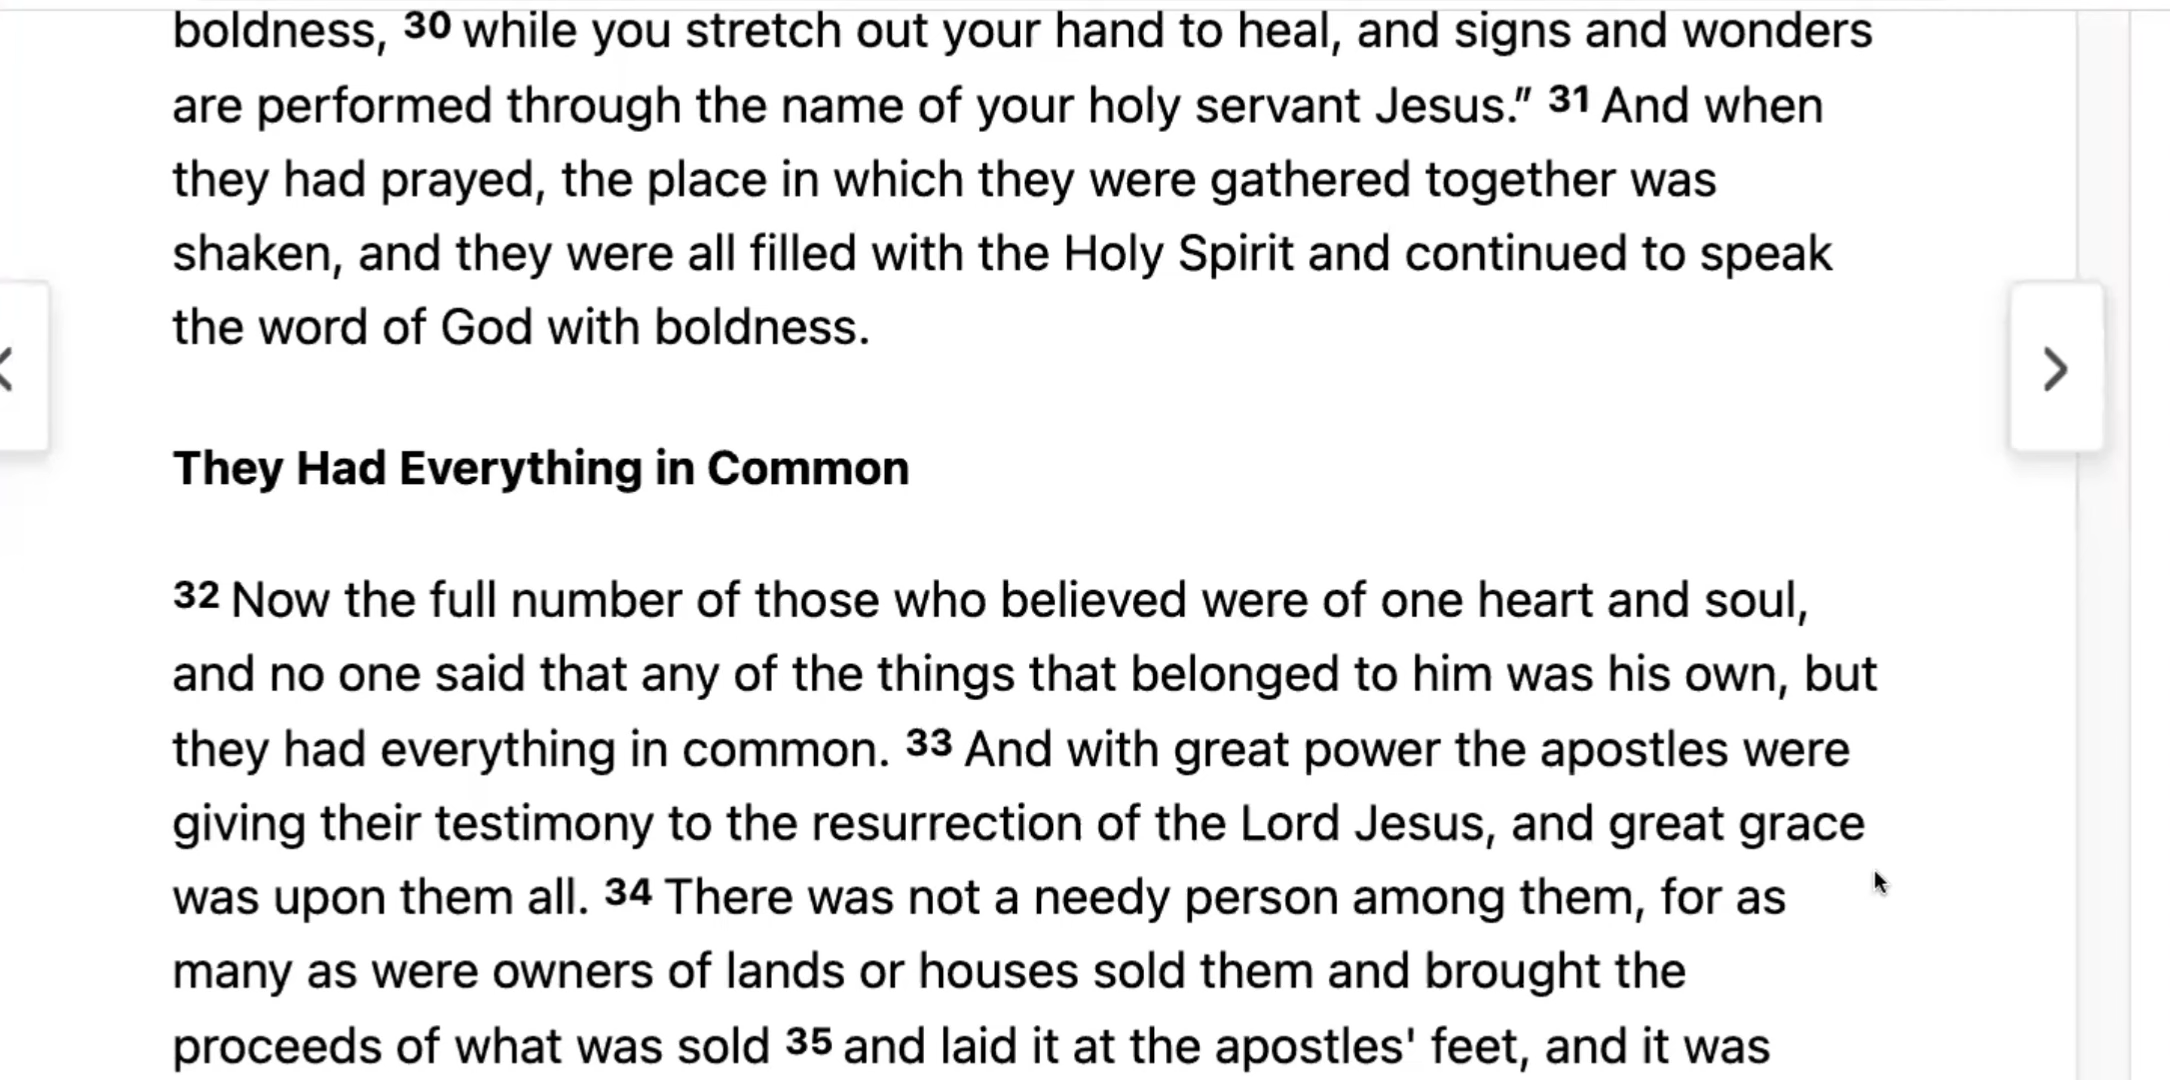 boldness, 30 while you stretch out your hand to heal, and signs and wonders
are performed through the name of your holy servant Jesus.” 31 And when
they had prayed, the place in which they were gathered together was
shaken, and they were all filled with the Holy Spirit and continued to speak
the word of God with boldness.
They Had Everything in Common
32 Now the full number of those who believed were of one heart and soul,
and no one said that any of the things that belonged to him was his own, but
they had everything in common. 33 And with great power the apostles were
giving their testimony to the resurrection of the Lord Jesus, and great grace
was upon them all. 34 There was not a needy person among them, for as
many as were owners of lands or houses sold them and brought the
proceeds of what was sold 35 and laid it at the apostles' feet, and it was